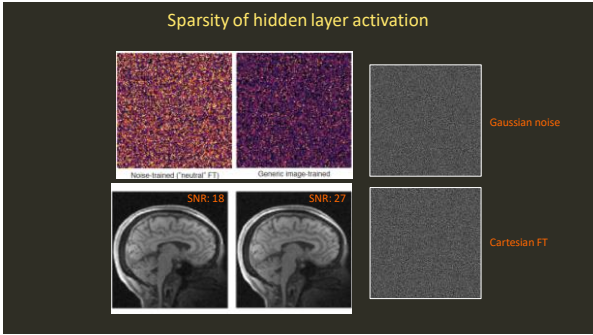 Sparsity of hidden layer activation
Noise-trained ("neutral" FT)
Generic image-trained
Gaussian noise
SNR: 18
SNR: 27
Cartesian FT